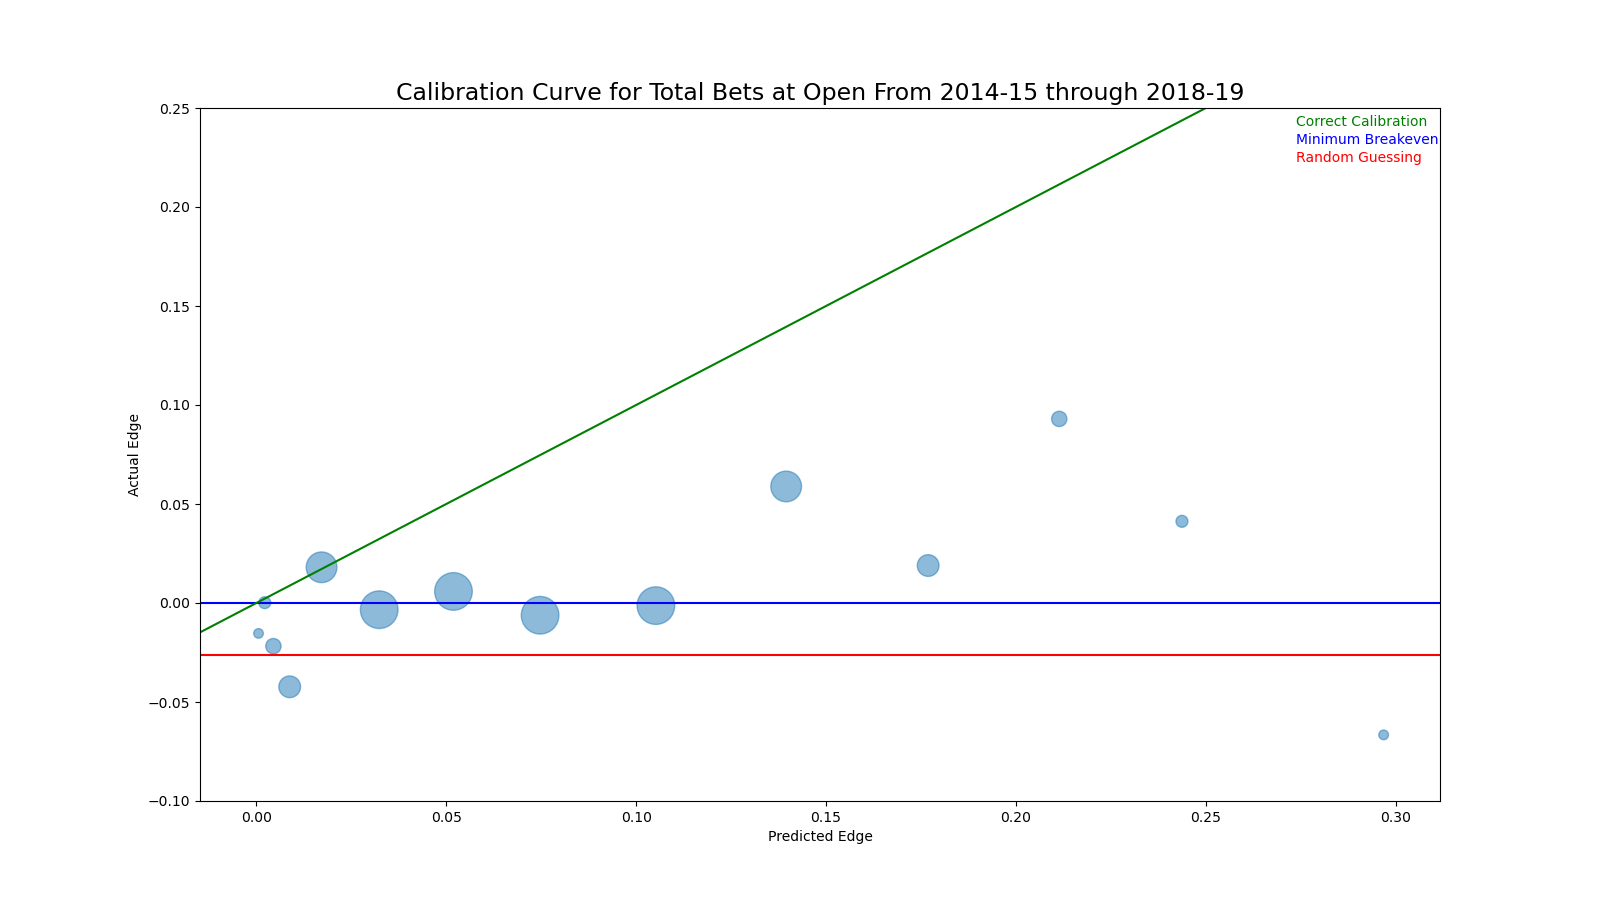 Calibration Curve for Total Bets at Open From 2014-15 through 2018-19
Correct Calibration
Minimum Breakeven
Random Guessing
0.25
0.20
0.15
0.10
0.05
0.00
−0.05
−0.10
Actual Edge
0.00 0.05 0.10 0.15 0.20 0.25 0.30
Predicted Edge